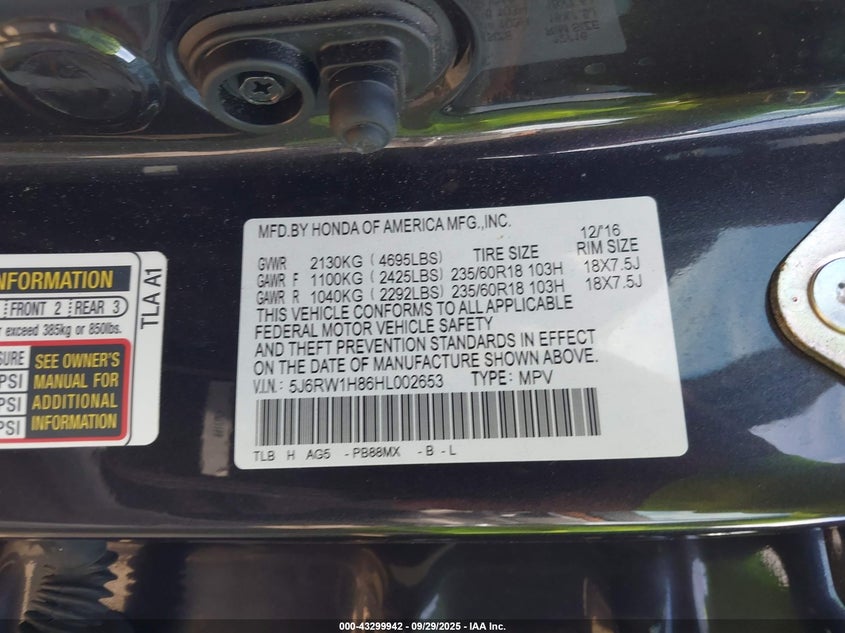 MFD.BY HONDA OF AMERICA MFG.,INC. 12/'16
GVWR 2130KG (4695LBS) TIRE SIZE RIM SIZE
GAWR F 1100KG (2425LBS) 235/60R18 103H 18X7.5J
GAWR R 1040KG (2292LBS) 235/60R18 103H 18X7.5J
THIS VEHICLE CONFORMS TO ALL APPLICABLE
FEDERAL MOTOR VEHICLE SAFETY
AND THEFT PREVENTION STANDARDS IN EFFECT
ON THE DATE OF MANUFACTURE SHOWN ABOVE.
V.I.N.: 5J6RW1H86HL002653 TYPE: MPV
TLB H AG5 -PB88MX -B-L
NFORMATION
FRONT 2 REAR 3
exceed 385kg or 850lbs.
SURE
PSI
PSI
PSI
SEE OWNER'S
MANUAL FOR
ADDITIONAL
INFORMATION
TLA A1
000-43299942 - 09/29/2025 - IAA Inc.